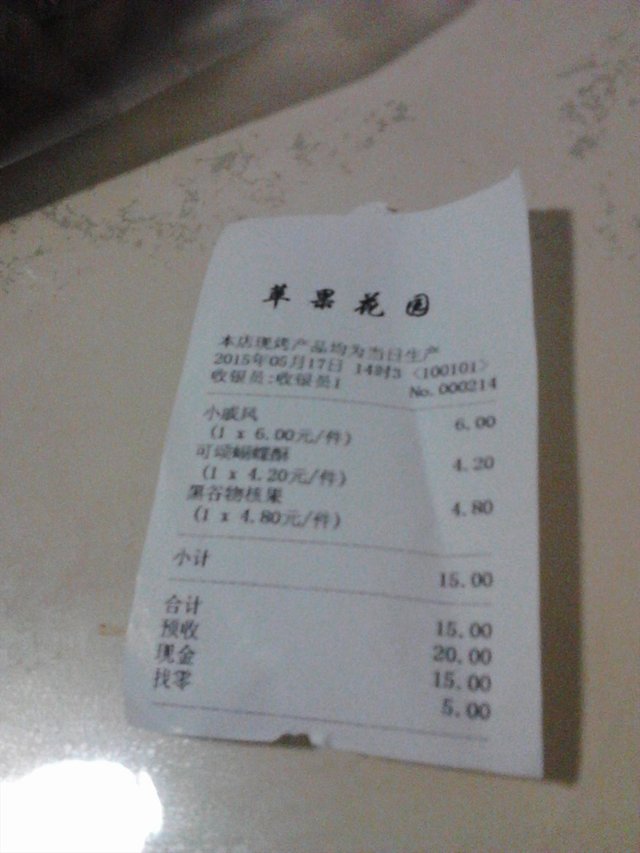 苹果花园
本店现烤产品均为当日生产
2015年05月17日 14时3 <100101>
收银员:收银员1 No.000214
小戚风 6.00
(1 x 6.00元/件)
可颂蝴蝶酥 4.20
(1 x 4.20元/件)
黑谷物核果 4.80
(1 x 4.80元/件)
小计 15.00
合计 15.00
预收 20.00
现金 15.00
找零 5.00